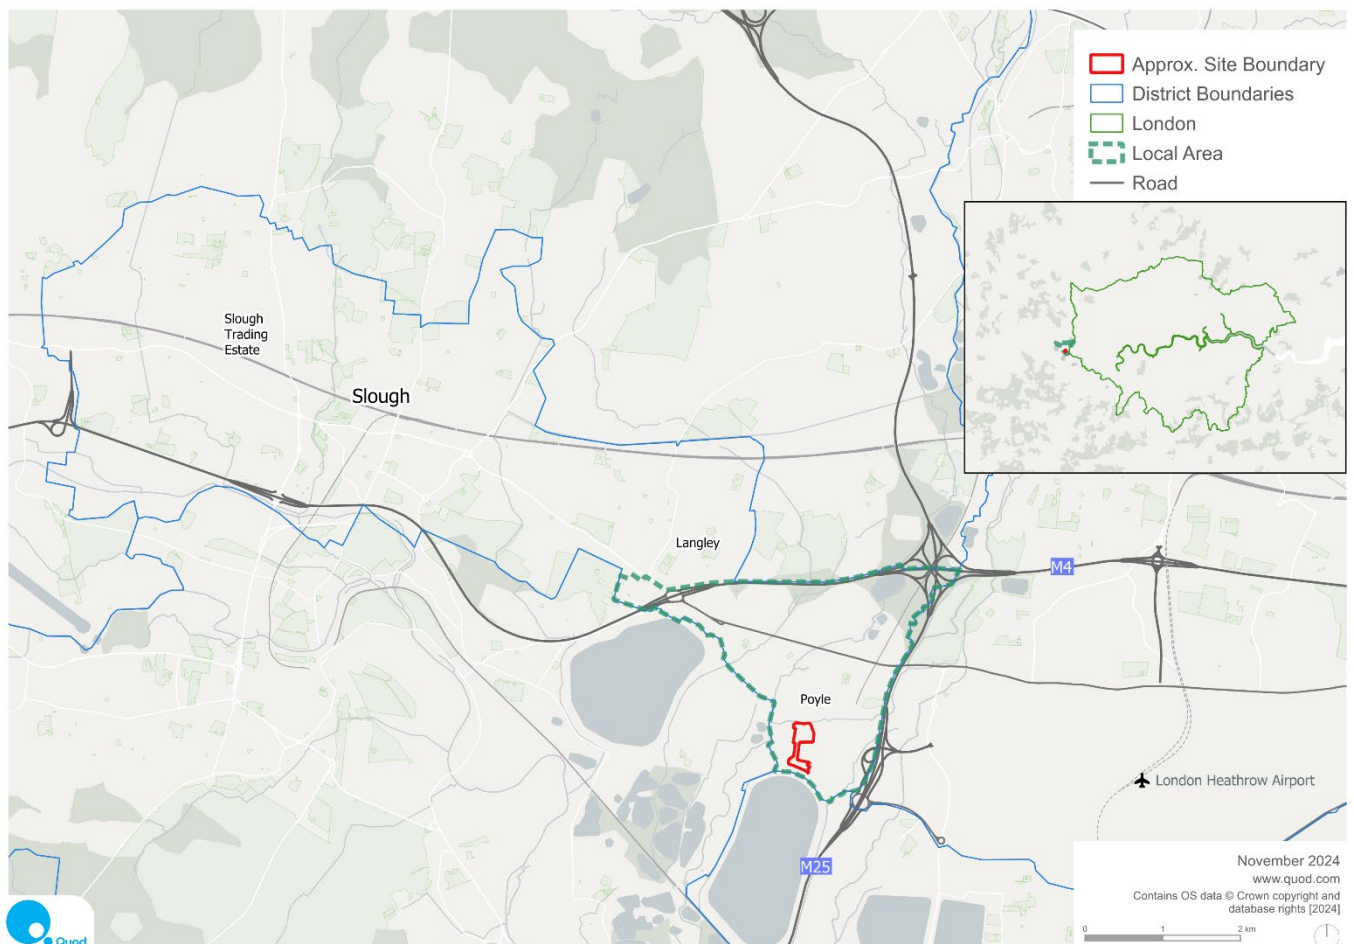 Approx. Site Boundary
District Boundaries
London
Local Area
Road
Slough
Trading
Estate
Slough
Langley
M4
Poyle
London Heathrow Airport
M25
November 2024
www.quod.com
Contains OS data © Crown copyright and
database rights [2024]
0 1 2 km
Quod